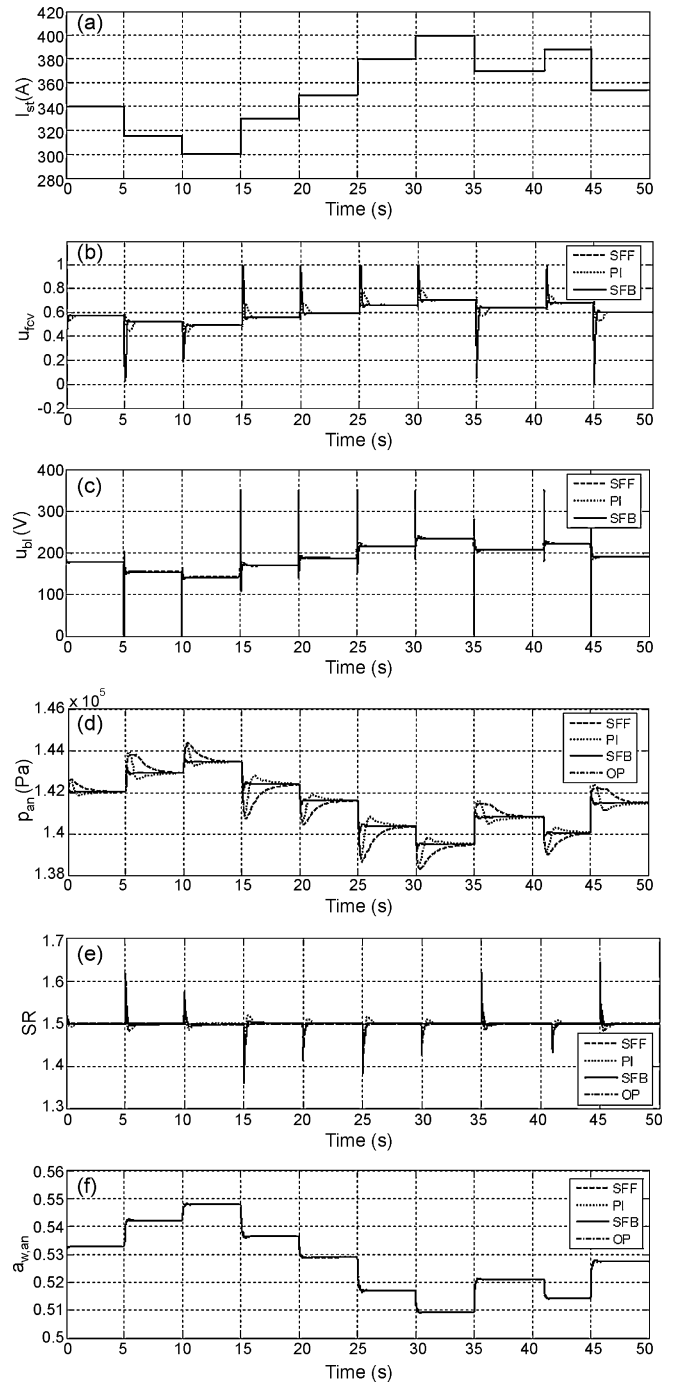 (a)
420
400
380
360
340
320
300
280
I_st(A)
0 5 10 15 20 25 30 35 40 45 50
Time (s)
(b)
1
0.8
0.6
0.4
0.2
0
-0.2
u_fcv
SFF
PI
SFB
0 5 10 15 20 25 30 35 40 45 50
Time (s)
(c)
400
300
200
100
0
u_bl(V)
SFF
PI
SFB
0 5 10 15 20 25 30 35 40 45 50
Time (s)
x 10^5
(d)
1.46
1.44
1.42
1.40
1.38
p_an(Pa)
SFF
PI
SFB
OP
0 5 10 15 20 25 30 35 40 45 50
Time (s)
(e)
1.7
1.6
1.5
1.4
1.3
SR
SFF
PI
SFB
OP
0 5 10 15 20 25 30 35 40 45 50
Time (s)
(f)
0.56
0.55
0.54
0.53
0.52
0.51
0.5
a_w,an
SFF
PI
SFB
OP
0 5 10 15 20 25 30 35 40 45 50
Time (s)